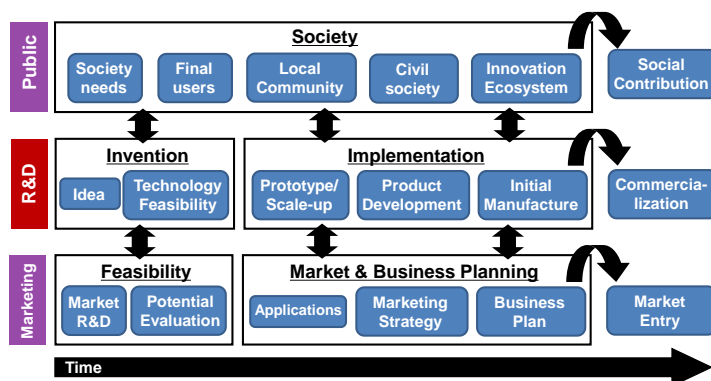 Public
Society
Society
needs
Final
users
Local
Community
Civil
society
Innovation
Ecosystem
Social
Contribution
R&D
Invention
Idea
Technology
Feasibility
Implementation
Prototype/
Scale-up
Product
Development
Initial
Manufacture
Commercia-
lization
Marketing
Feasibility
Market
R&D
Potential
Evaluation
Market & Business Planning
Applications
Marketing
Strategy
Business
Plan
Market
Entry
Time